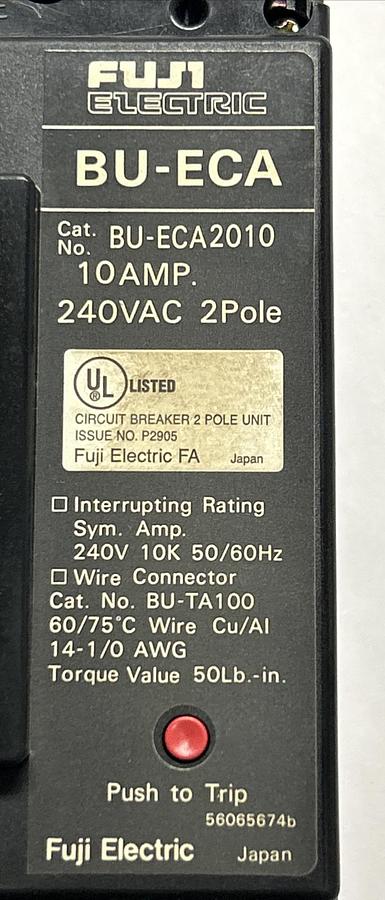 FUJI
ELECTRIC
BU-ECA
Cat. No. BU-ECA2010
10 AMP.
240VAC 2Pole
UL® LISTED
CIRCUIT BREAKER 2 POLE UNIT
ISSUE NO. P2905
Fuji Electric FA Japan
□ Interrupting Rating
Sym. Amp.
240V 10K 50/60Hz
□ Wire Connector
Cat. No. BU-TA100
60/75°C Wire Cu/Al
14-1/0 AWG
Torque Value 50Lb.-in.
Push to Trip
56065674b
Fuji Electric Japan